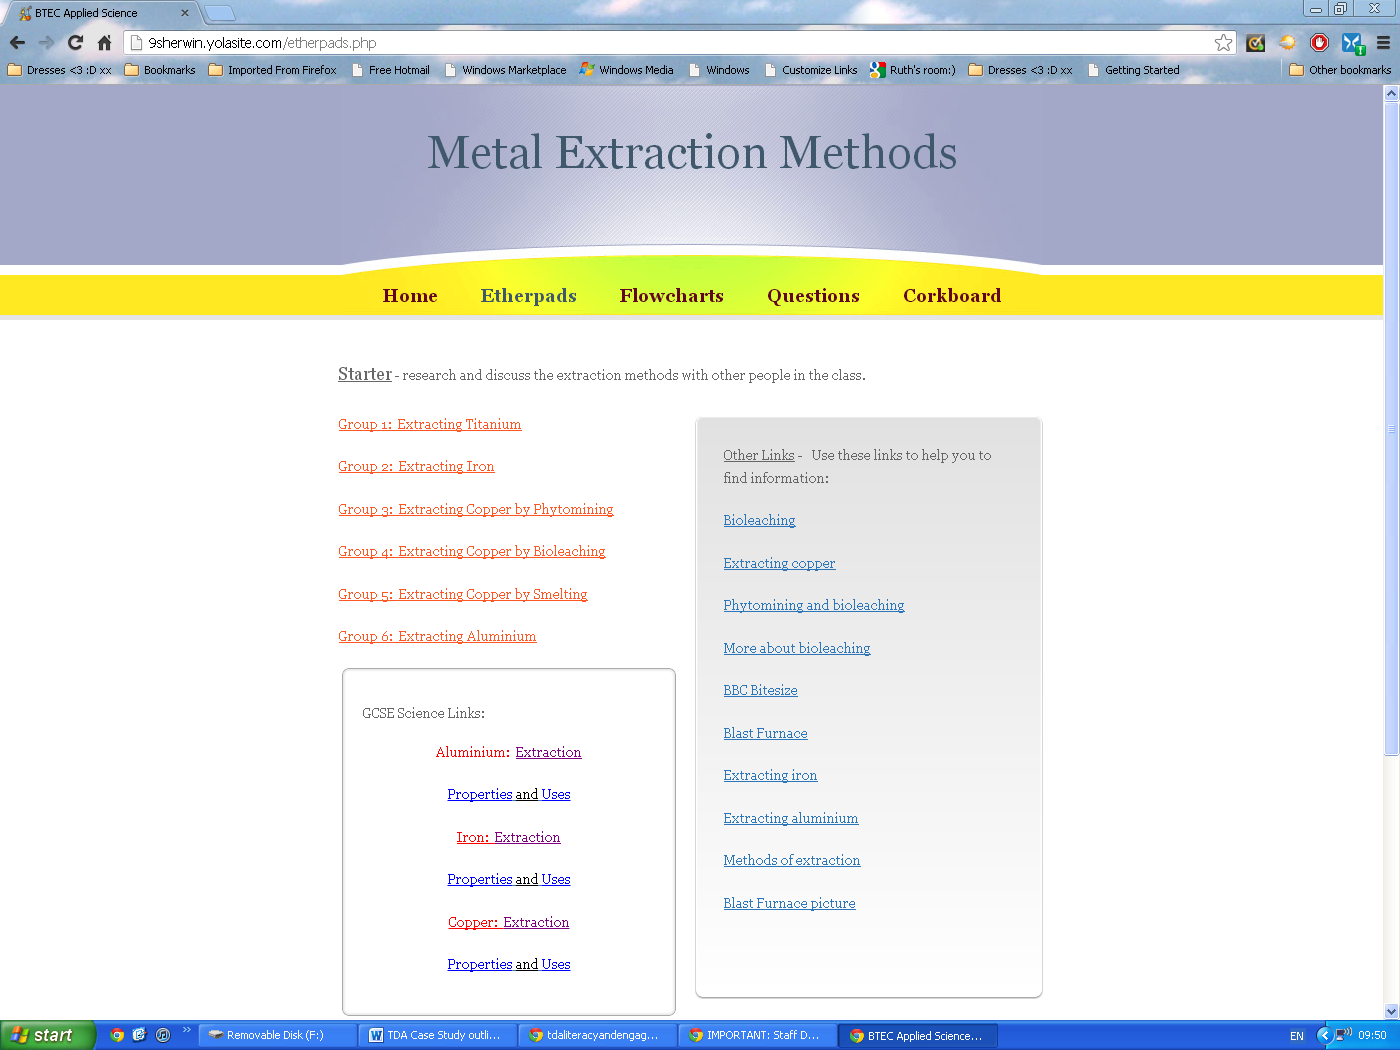 BTEC Applied Science
9sherwin.yolasite.com/etherpads.php
Dresses <3 :D xx Bookmarks Imported From Firefox Free Hotmail Windows Marketplace Windows Media Windows Customize Links Ruth's room:) Dresses <3 :D xx Getting Started Other bookmarks
Metal Extraction Methods
Home Etherpads Flowcharts Questions Corkboard
Starter - research and discuss the extraction methods with other people in the class.
Group 1: Extracting Titanium
Group 2: Extracting Iron
Group 3: Extracting Copper by Phytomining
Group 4: Extracting Copper by Bioleaching
Group 5: Extracting Copper by Smelting
Group 6: Extracting Aluminium
GCSE Science Links:
Aluminium: Extraction
Properties and Uses
Iron: Extraction
Properties and Uses
Copper: Extraction
Properties and Uses
Other Links - Use these links to help you to
find information:
Bioleaching
Extracting copper
Phytomining and bioleaching
More about bioleaching
BBC Bitesize
Blast Furnace
Extracting iron
Extracting aluminium
Methods of extraction
Blast Furnace picture
start Removable Disk (F:) TDA Case Study outli... tdaliteracyandengag... IMPORTANT: Staff D... BTEC Applied Science... EN 09:50